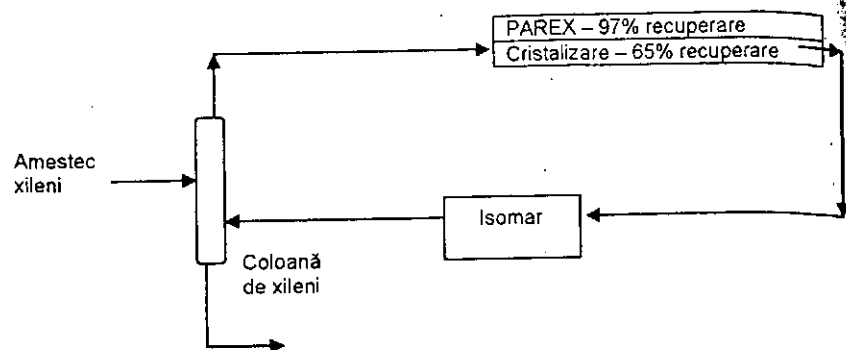 PAREX – 97% recuperare
Cristalizare – 65% recuperare
Amestec
xileni
Isomar
Coloană
de xileni